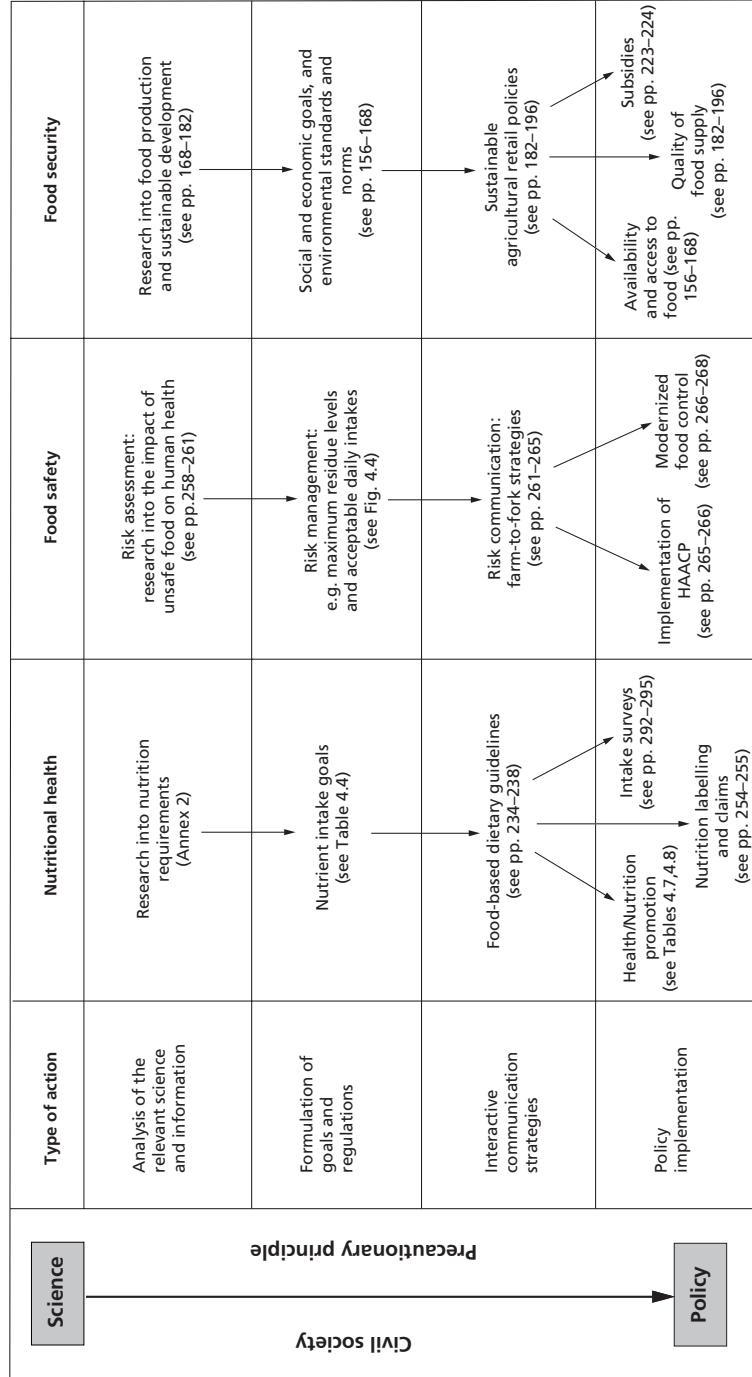 Science
Civil society
Precautionary principle
Policy
Type of action
Nutritional health
Food safety
Food security
Analysis of the
relevant science
and information
Research into nutrition
requirements
(Annex 2)
Risk assessment:
research into the impact of
unsafe food on human health
(see pp.258–261)
Research into food production
and sustainable development
(see pp. 168–182)
Formulation of
goals and
regulations
Nutrient intake goals
(see Table 4.4)
Risk management:
e.g. maximum residue levels
and acceptable daily intakes
(see Fig. 4.4)
Social and economic goals, and
environmental standards and
norms
(see pp. 156–168)
Interactive
communication
strategies
Food-based dietary guidelines
(see pp. 234–238)
Risk communication:
farm-to-fork strategies
(see pp. 261–265)
Sustainable
agricultural retail policies
(see pp. 182–196)
Policy
implementation
Health/Nutrition
promotion
(see Tables 4.7,4.8)
Nutrition labelling
and claims
(see pp. 254–255)
Intake surveys
(see pp. 292–295)
Implementation of
HAACP
(see pp. 265–266)
Modernized
food control
(see pp. 266–268)
Availability
and access to
food (see pp.
156–168)
Quality of
food supply
(see pp. 182–196)
Subsidies
(see pp. 223–224)